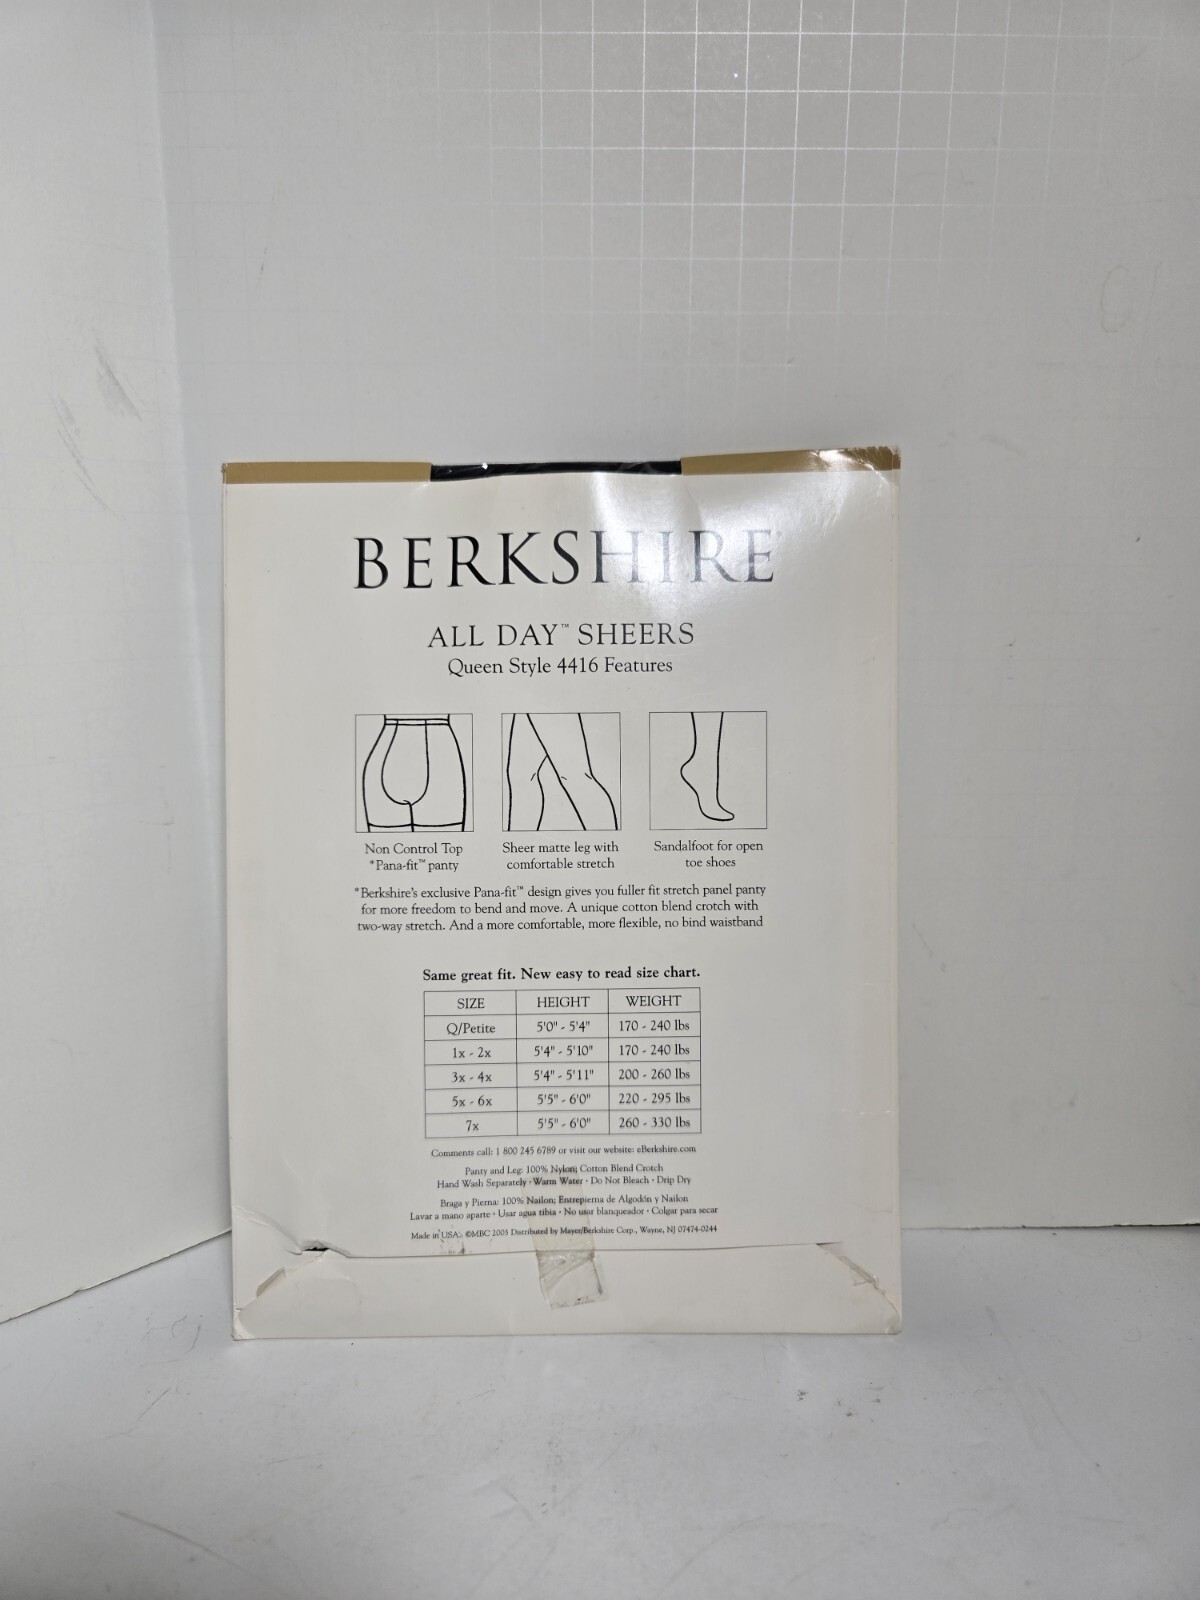 BERKSHIRE
ALL DAY™ SHEERS
Queen Style 4416 Features
Non Control Top
*Pana-fit™ panty
Sheer matte leg with
comfortable stretch
Sandalfoot for open
toe shoes
*Berkshire's exclusive Pana-fit™ design gives you fuller fit stretch panel panty
for more freedom to bend and move. A unique cotton blend crotch with
two-way stretch. And a more comfortable, more flexible, no bind waistband
Same great fit. New easy to read size chart.
SIZE HEIGHT WEIGHT
Q/Petite 5'0" - 5'4" 170 - 240 lbs
1x - 2x 5'4" - 5'10" 170 - 240 lbs
3x - 4x 5'4" - 5'11" 200 - 260 lbs
5x - 6x 5'5" - 6'0" 220 - 295 lbs
7x 5'5" - 6'0" 260 - 330 lbs
Comments call: 1 800 245 6789 or visit our website: eBerkshire.com
Panty and Leg: 100% Nylon; Cotton Blend Crotch
Hand Wash Separately • Warm Water • Do Not Bleach • Drip Dry
Braga y Pierna: 100% Nailon; Entrepierna de Algodón y Nailon
Lavar a mano aparte • Usar agua tibia • No usar blanqueador • Colgar para secar
Made in USA. ©MBC 2005 Distributed by Mayer/Berkshire Corp., Wayne, NJ 07474-0244